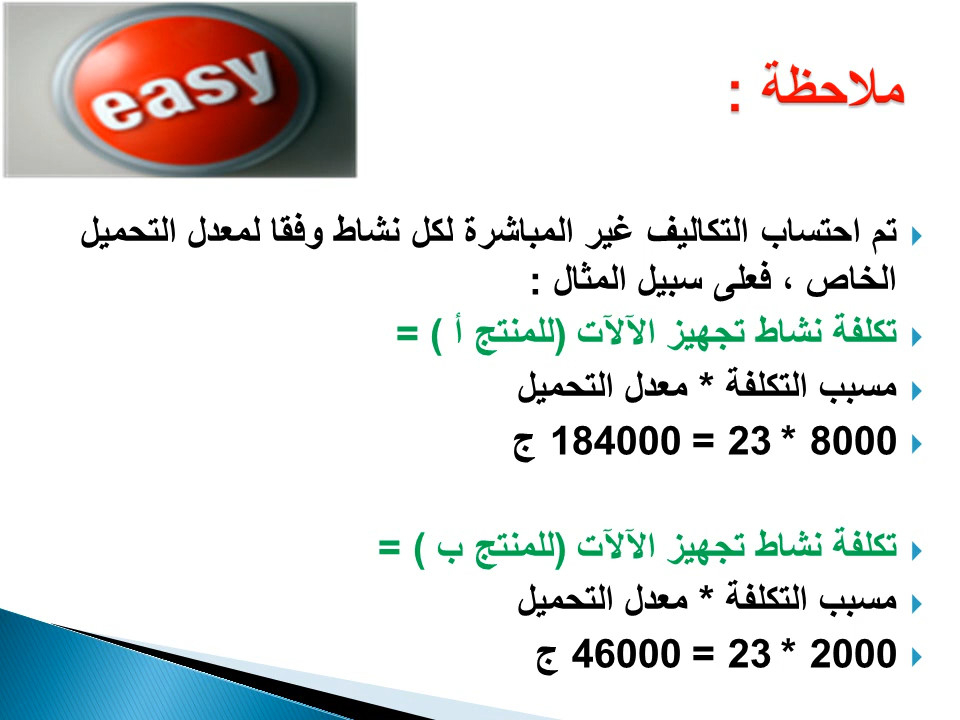 easy
ملاحظة :
تم احتساب التكاليف غير المباشرة لكل نشاط وفقا لمعدل التحميل
الخاص ، فعلى سبيل المثال :
تكلفة نشاط تجهيز الآلآت (للمنتج أ ) =
مسبب التكلفة * معدل التحميل
8000 * 23 = 184000 ج
تكلفة نشاط تجهيز الآلآت (للمنتج ب ) =
مسبب التكلفة * معدل التحميل
2000 * 23 = 46000 ج